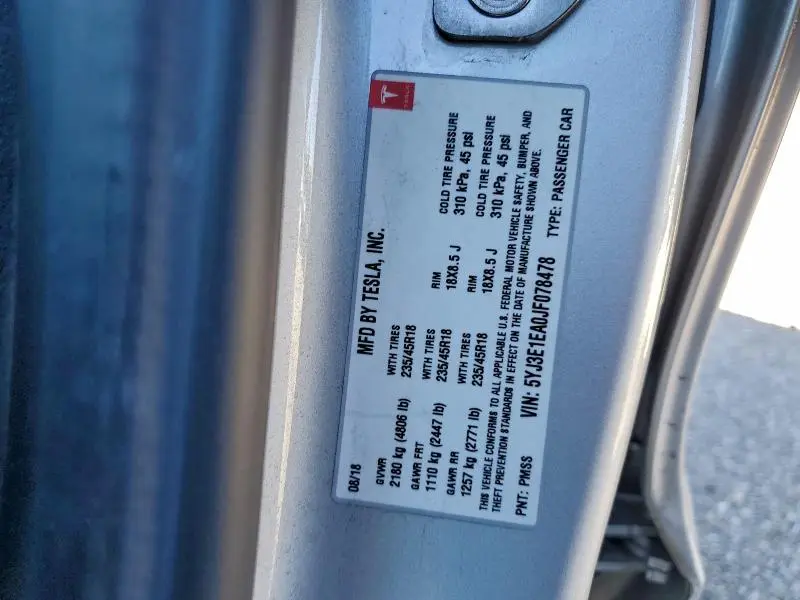 TESLA
MFD BY TESLA, INC.
08/18
GVWR WITH TIRES RIM COLD TIRE PRESSURE
2180 kg (4806 lb) 235/45R18 18X8.5 J 310 kPa, 45 psi
GAWR FRT WITH TIRES RIM COLD TIRE PRESSURE
1110 kg (2447 lb) 235/45R18 18X8.5 J 310 kPa, 45 psi
GAWR RR WITH TIRES
1257 kg (2771 lb) 235/45R18
THIS VEHICLE CONFORMS TO ALL APPLICABLE U.S. FEDERAL MOTOR VEHICLE SAFETY, BUMPER, AND
THEFT PREVENTION STANDARDS IN EFFECT ON THE DATE OF MANUFACTURE SHOWN ABOVE.
PNT: PMSS VIN: 5YJ3E1EA0JF078478 TYPE: PASSENGER CAR